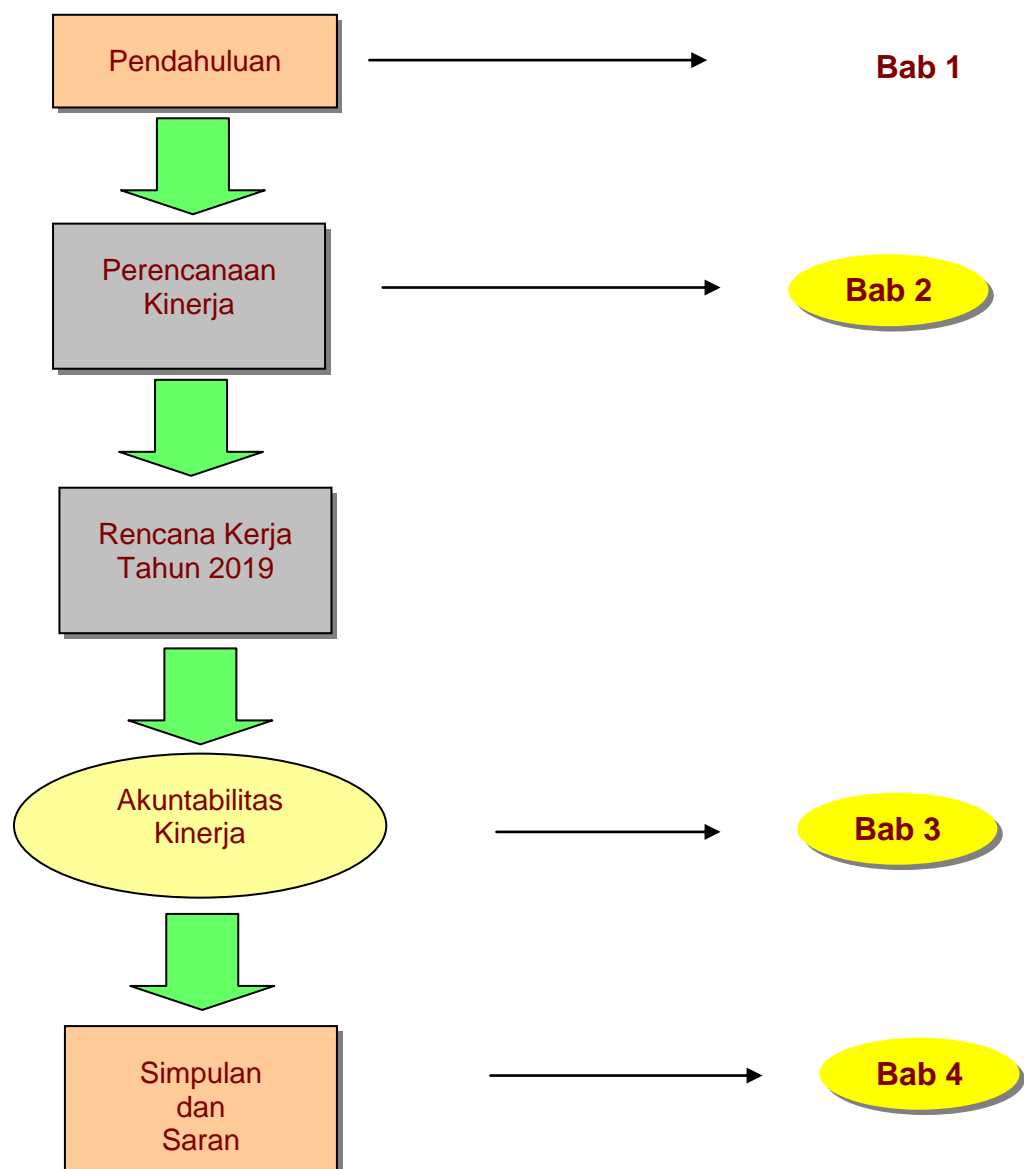 Pendahuluan
Bab 1
Perencanaan
Kinerja
Bab 2
Rencana Kerja
Tahun 2019
Akuntabilitas
Kinerja
Bab 3
Simpulan
dan
Saran
Bab 4